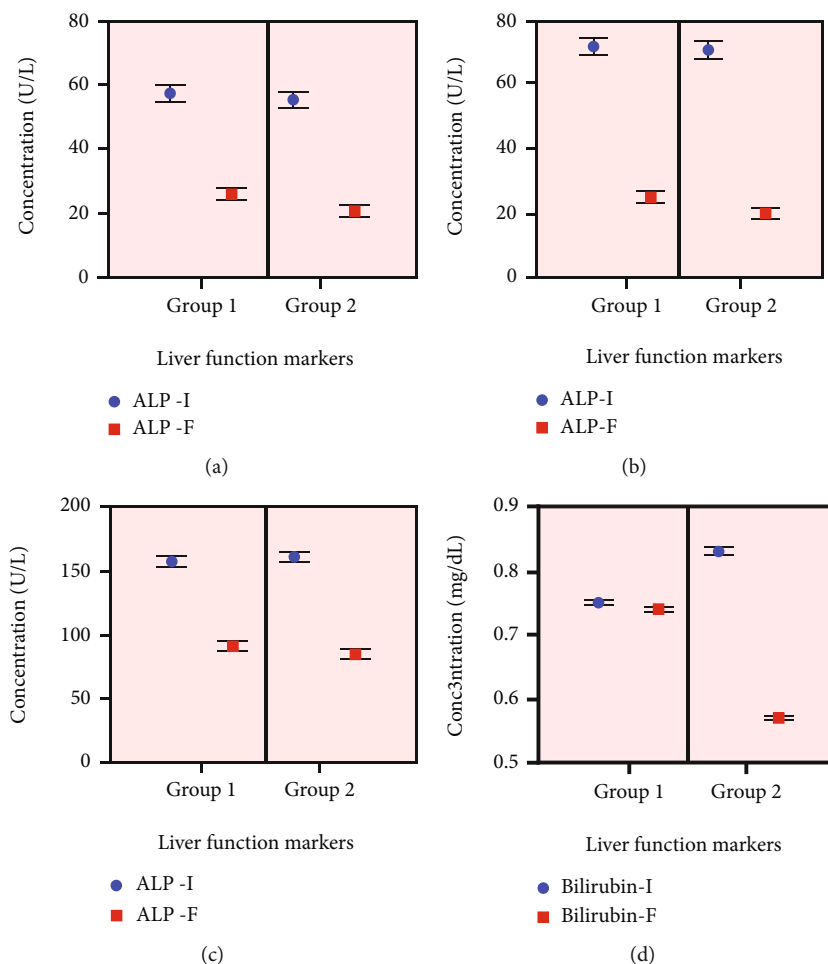 80
60
40
20
0
Concentration (U/L)
Group 1
Group 2
Liver function markers
ALP -I
ALP -F
(a)
80
60
40
20
0
Concentration (U/L)
Group 1
Group 2
Liver function markers
ALP-I
ALP-F
(b)
200
150
100
50
0
Concentration (U/L)
Group 1
Group 2
Liver function markers
ALP -I
ALP -F
(c)
0.9
0.8
0.7
0.6
0.5
Conc3ntration (mg/dL)
Group 1
Group 2
Liver function markers
Bilirubin-I
Bilirubin-F
(d)